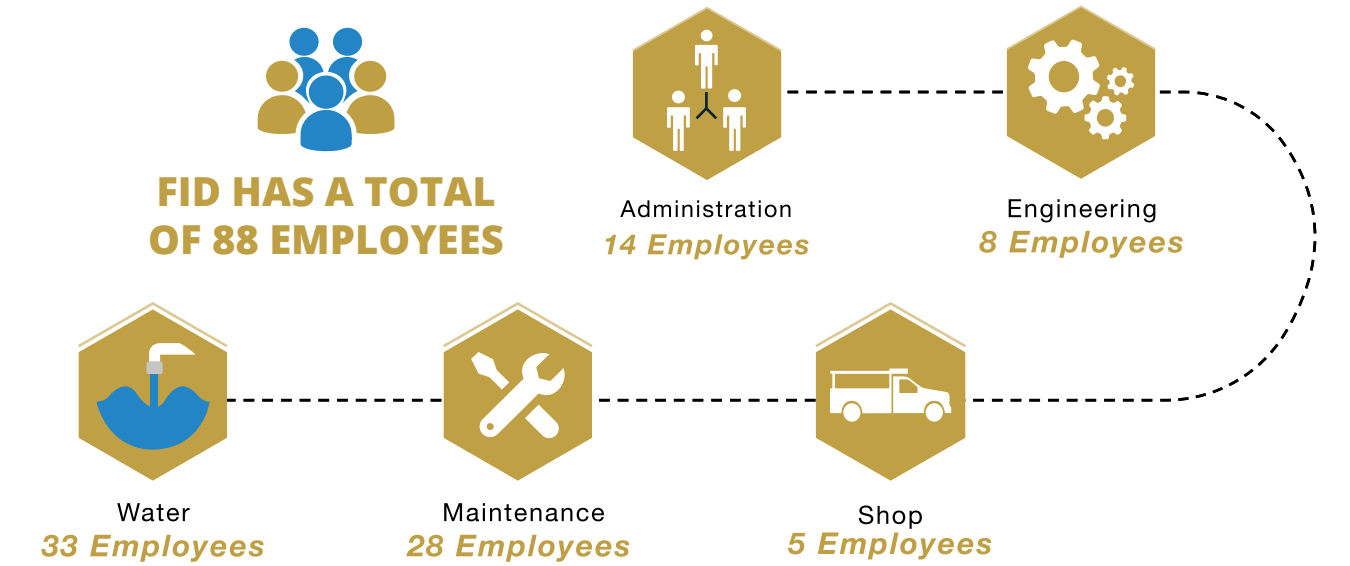 FID HAS A TOTAL
OF 88 EMPLOYEES
Administration
14 Employees
Engineering
8 Employees
Water
33 Employees
Maintenance
28 Employees
Shop
5 Employees